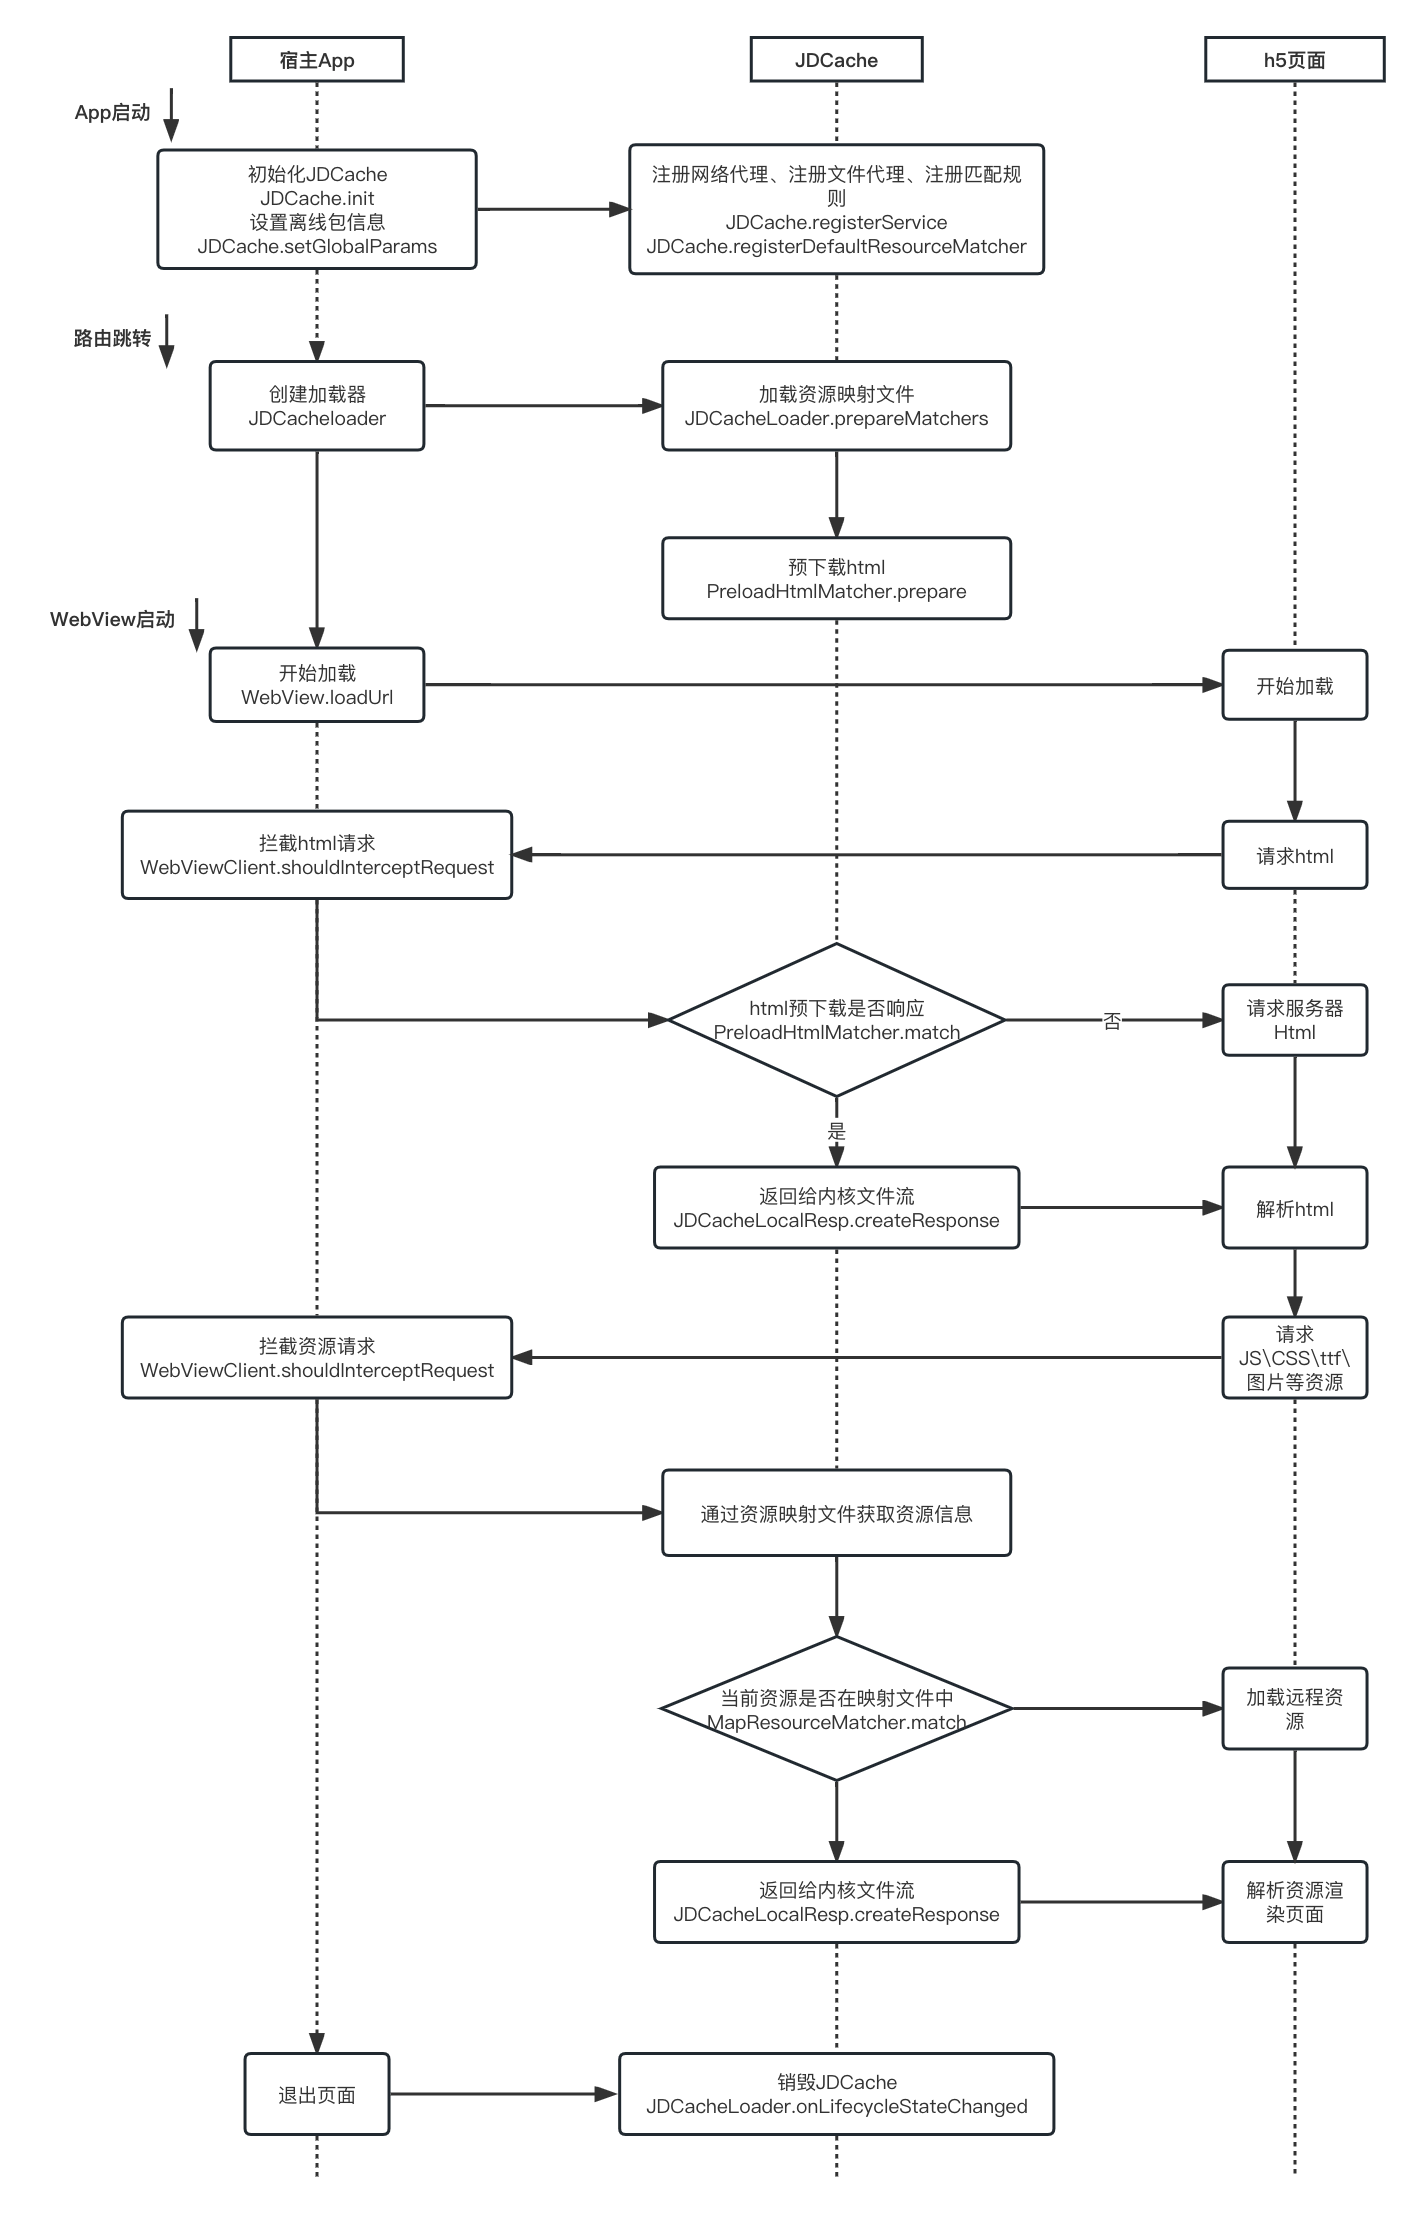 宿主App
JDCache
h5页面
App启动
初始化JDCache
JDCache.init
设置离线包信息
JDCache.setGlobalParams
注册网络代理、注册文件代理、注册匹配规
则
JDCache.registerService
JDCache.registerDefaultResourceMatcher
路由跳转
创建加载器
JDCacheloader
加载资源映射文件
JDCacheLoader.prepareMatchers
预下载html
PreloadHtmlMatcher.prepare
WebView启动
开始加载
WebView.loadUrl
开始加载
拦截html请求
WebViewClient.shouldInterceptRequest
请求html
html预下载是否响应
PreloadHtmlMatcher.match
否
请求服务器
Html
是
返回给内核文件流
JDCacheLocalResp.createResponse
解析html
拦截资源请求
WebViewClient.shouldInterceptRequest
请求
JS\CSS\ttf\
图片等资源
通过资源映射文件获取资源信息
当前资源是否在映射文件中
MapResourceMatcher.match
加载远程资
源
返回给内核文件流
JDCacheLocalResp.createResponse
解析资源渲
染页面
退出页面
销毁JDCache
JDCacheLoader.onLifecycleStateChanged